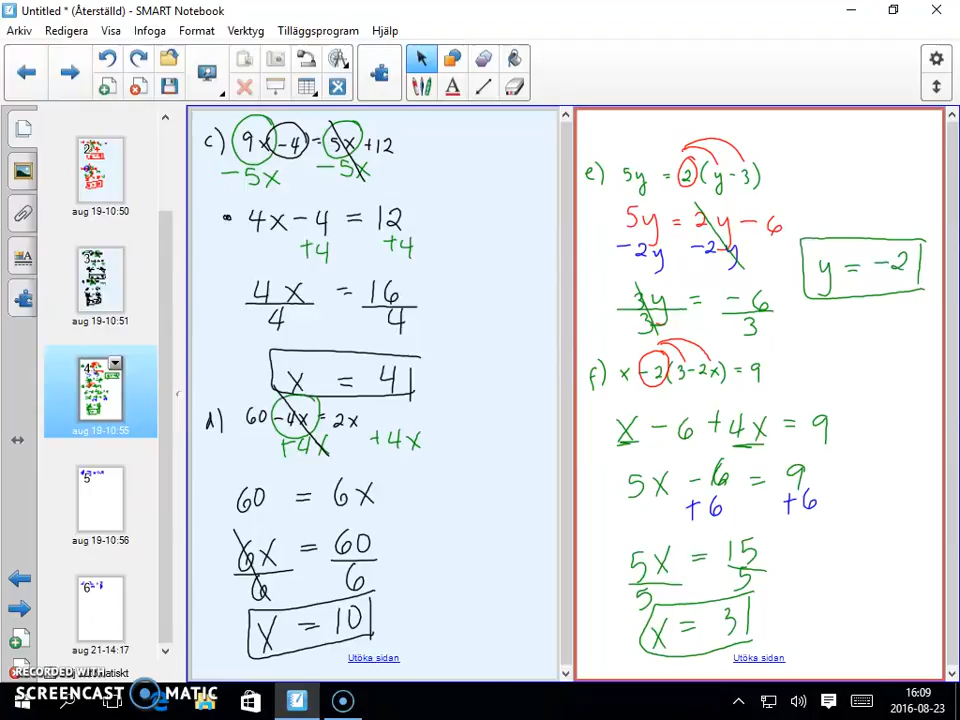 Untitled * (Återställd) - SMART Notebook
Arkiv Redigera Visa Infoga Format Verktyg Tilläggsprogram Hjälp
2
aug 19-10:50
3
aug 19-10:51
4
aug 19-10:55
5
aug 19-10:56
6
aug 21-14:17
c) 9x -4 = 5x +12
-5x -5x
4x - 4 = 12
+4 +4
4x = 16
4 4
x = 4
d) 60 -4x = 2x
+4x +4x
60 = 6x
6x = 60
6 6
x = 10
Utöka sidan
e) 5y = 2(y - 3)
5y = 2y - 6
-2y -2y
3y = -6
3 3
y = -2
f) x -2(3-2x) = 9
x - 6 + 4x = 9
5x - 6 = 9
+6 +6
5x = 15
5 5
x = 3
Utöka sidan
RECORDED WITH
SCREENCAST MATIC
16:09
2016-08-23